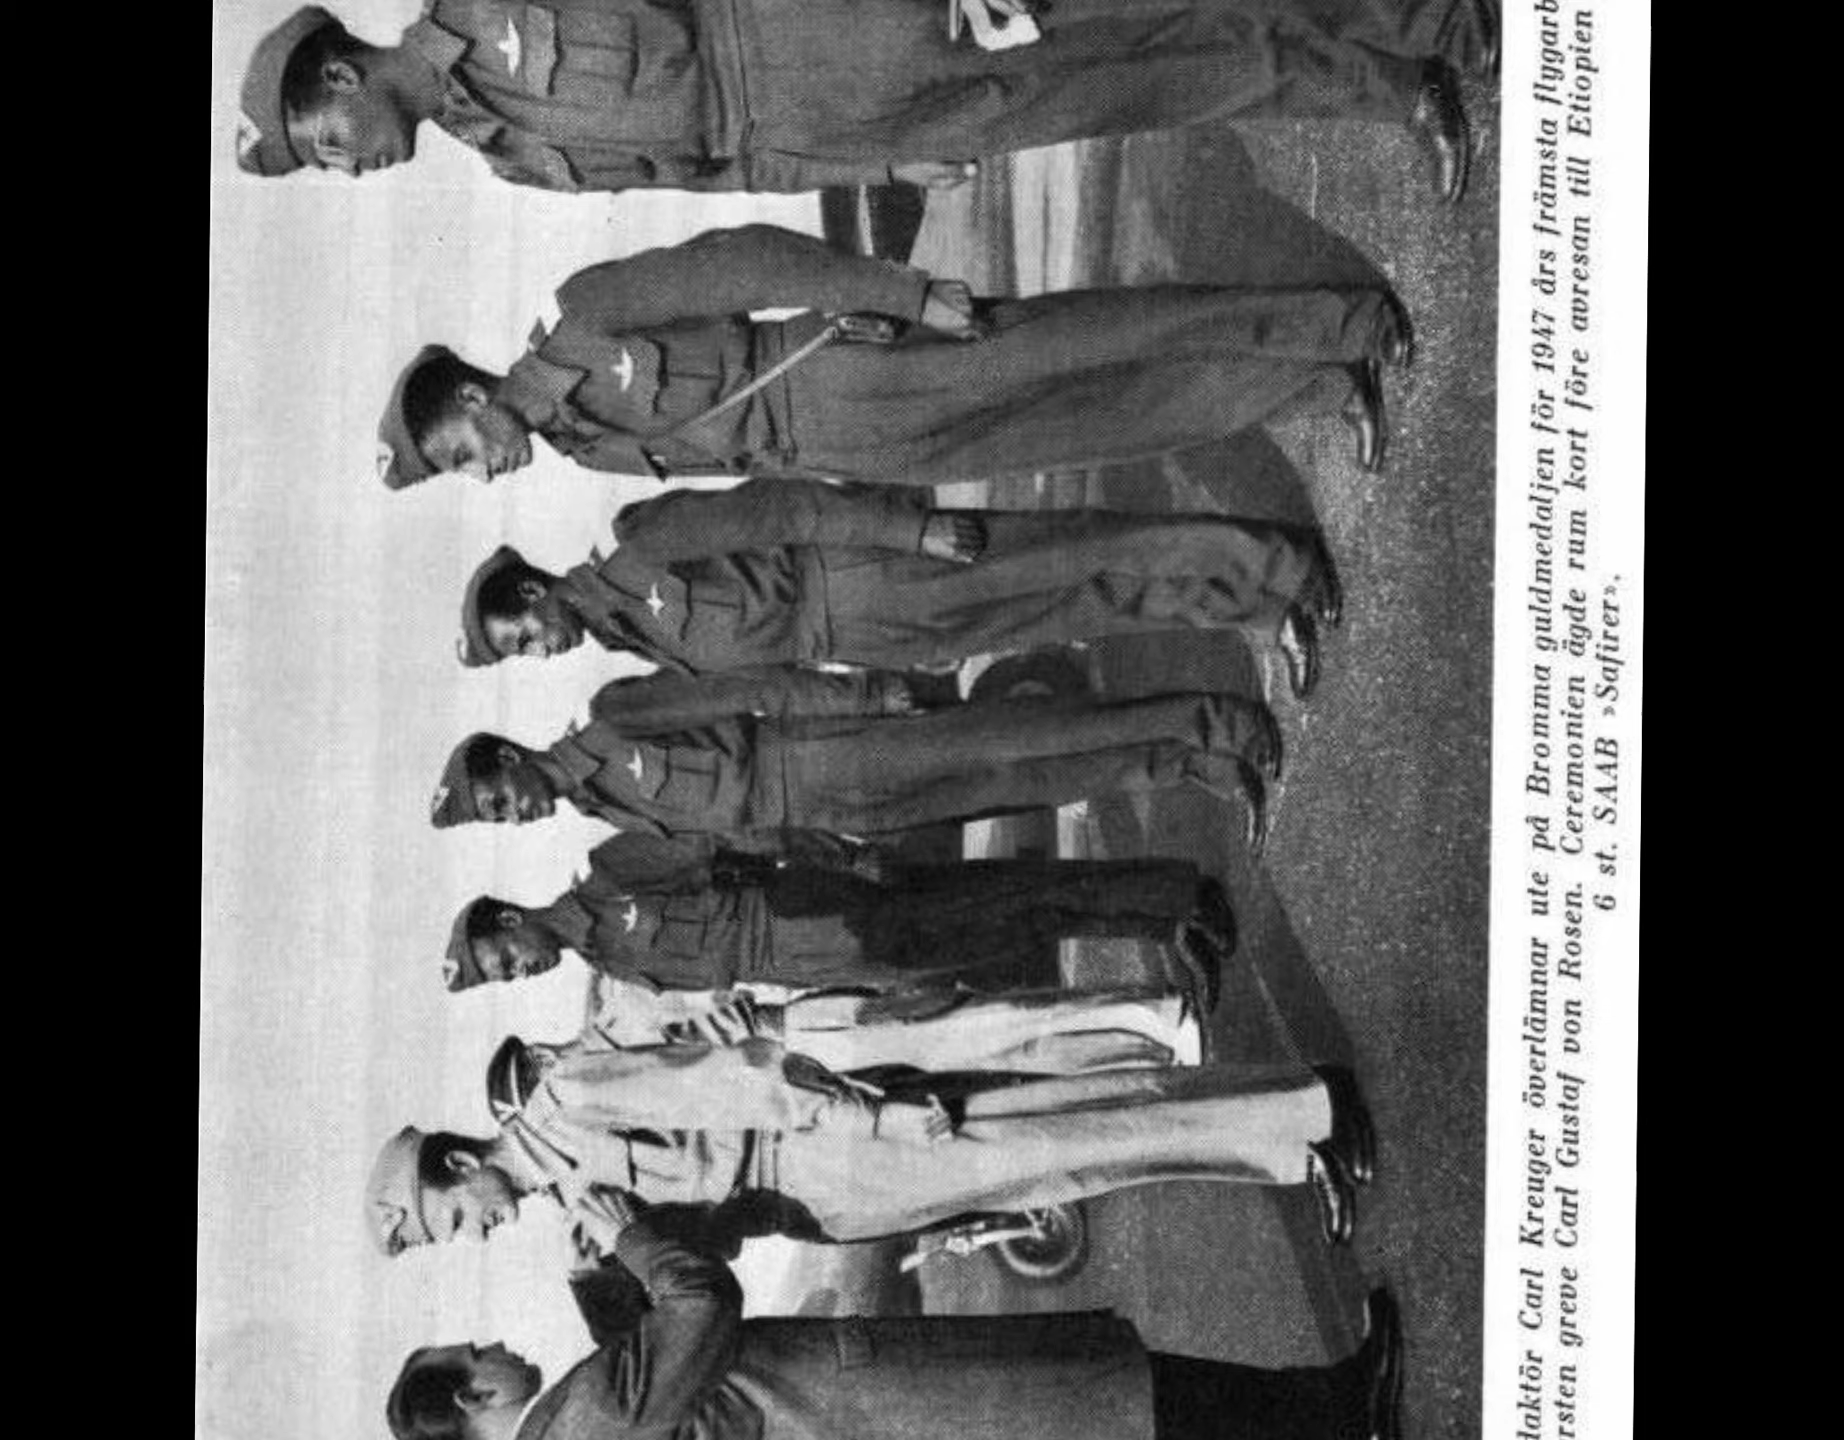 daktör Carl Kreuger överlämnar ute på Bromma guldmedaljen för 1947 års främsta flygarb
rsten greve Carl Gustaf von Rosen. Ceremonien ägde rum kort före avresan till Etiopien
6 st. SAAB »Safirer».